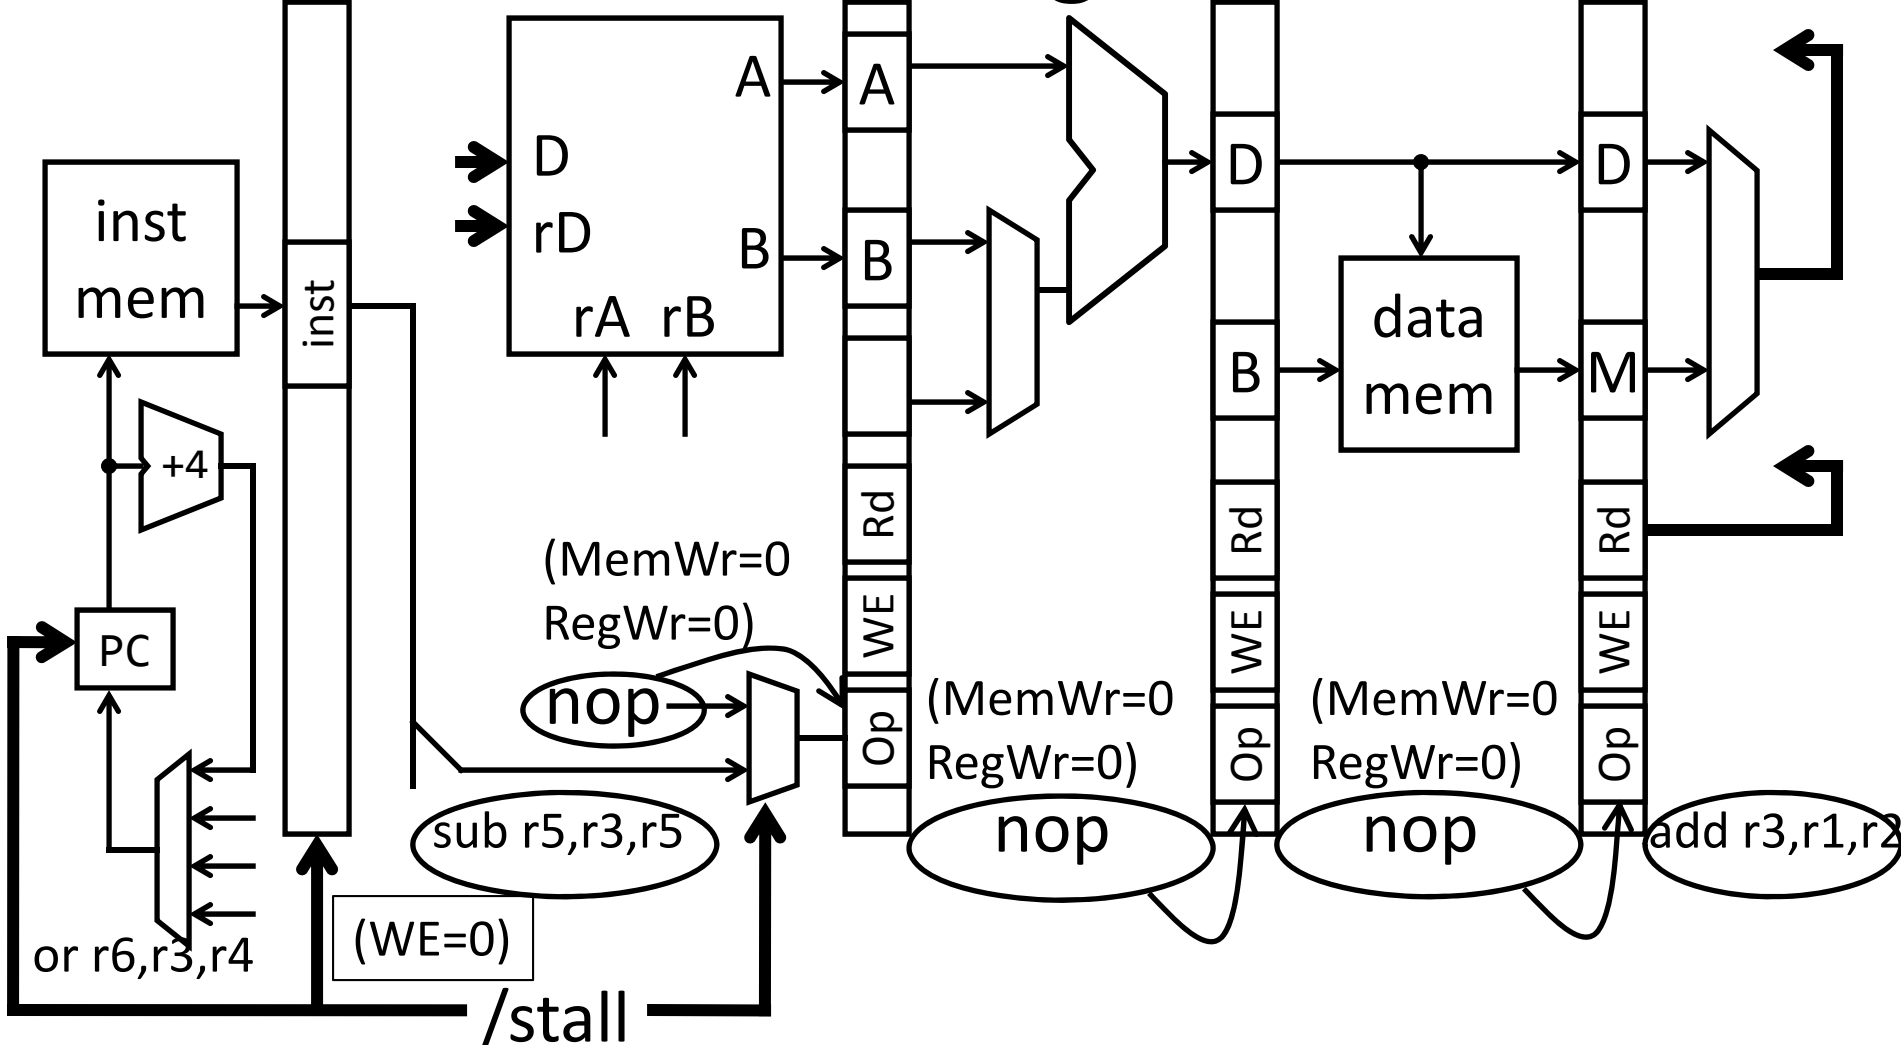 inst
mem
+4
PC
or r6,r3,r4
inst
A
D
rD
B
rA rB
(MemWr=0
RegWr=0)
nop
sub r5,r3,r5
(WE=0)
/stall
A
B
Rd
WE
Op
(MemWr=0
RegWr=0)
nop
D
B
Rd
WE
Op
data
mem
(MemWr=0
RegWr=0)
nop
D
M
Rd
WE
Op
add r3,r1,r2